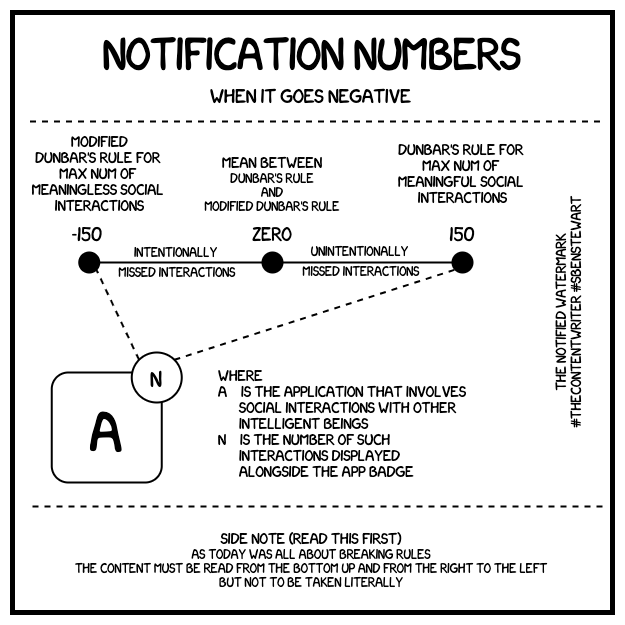 NOTIFICATION NUMBERS
WHEN IT GOES NEGATIVE
MODIFIED
DUNBAR'S RULE FOR
MAX NUM OF
MEANINGLESS SOCIAL
INTERACTIONS
MEAN BETWEEN
DUNBAR'S RULE
AND
MODIFIED DUNBAR'S RULE
DUNBAR'S RULE FOR
MAX NUM OF
MEANINGFUL SOCIAL
INTERACTIONS
-150
ZERO
150
INTENTIONALLY
MISSED INTERACTIONS
UNINTENTIONALLY
MISSED INTERACTIONS
THE NOTIFIED WATERMARK
#THECONTENTWRITER #SBENSTEWART
N
A
WHERE
A IS THE APPLICATION THAT INVOLVES
SOCIAL INTERACTIONS WITH OTHER
INTELLIGENT BEINGS
N IS THE NUMBER OF SUCH
INTERACTIONS DISPLAYED
ALONGSIDE THE APP BADGE
SIDE NOTE (READ THIS FIRST)
AS TODAY WAS ALL ABOUT BREAKING RULES
THE CONTENT MUST BE READ FROM THE BOTTOM UP AND FROM THE RIGHT TO THE LEFT
BUT NOT TO BE TAKEN LITERALLY